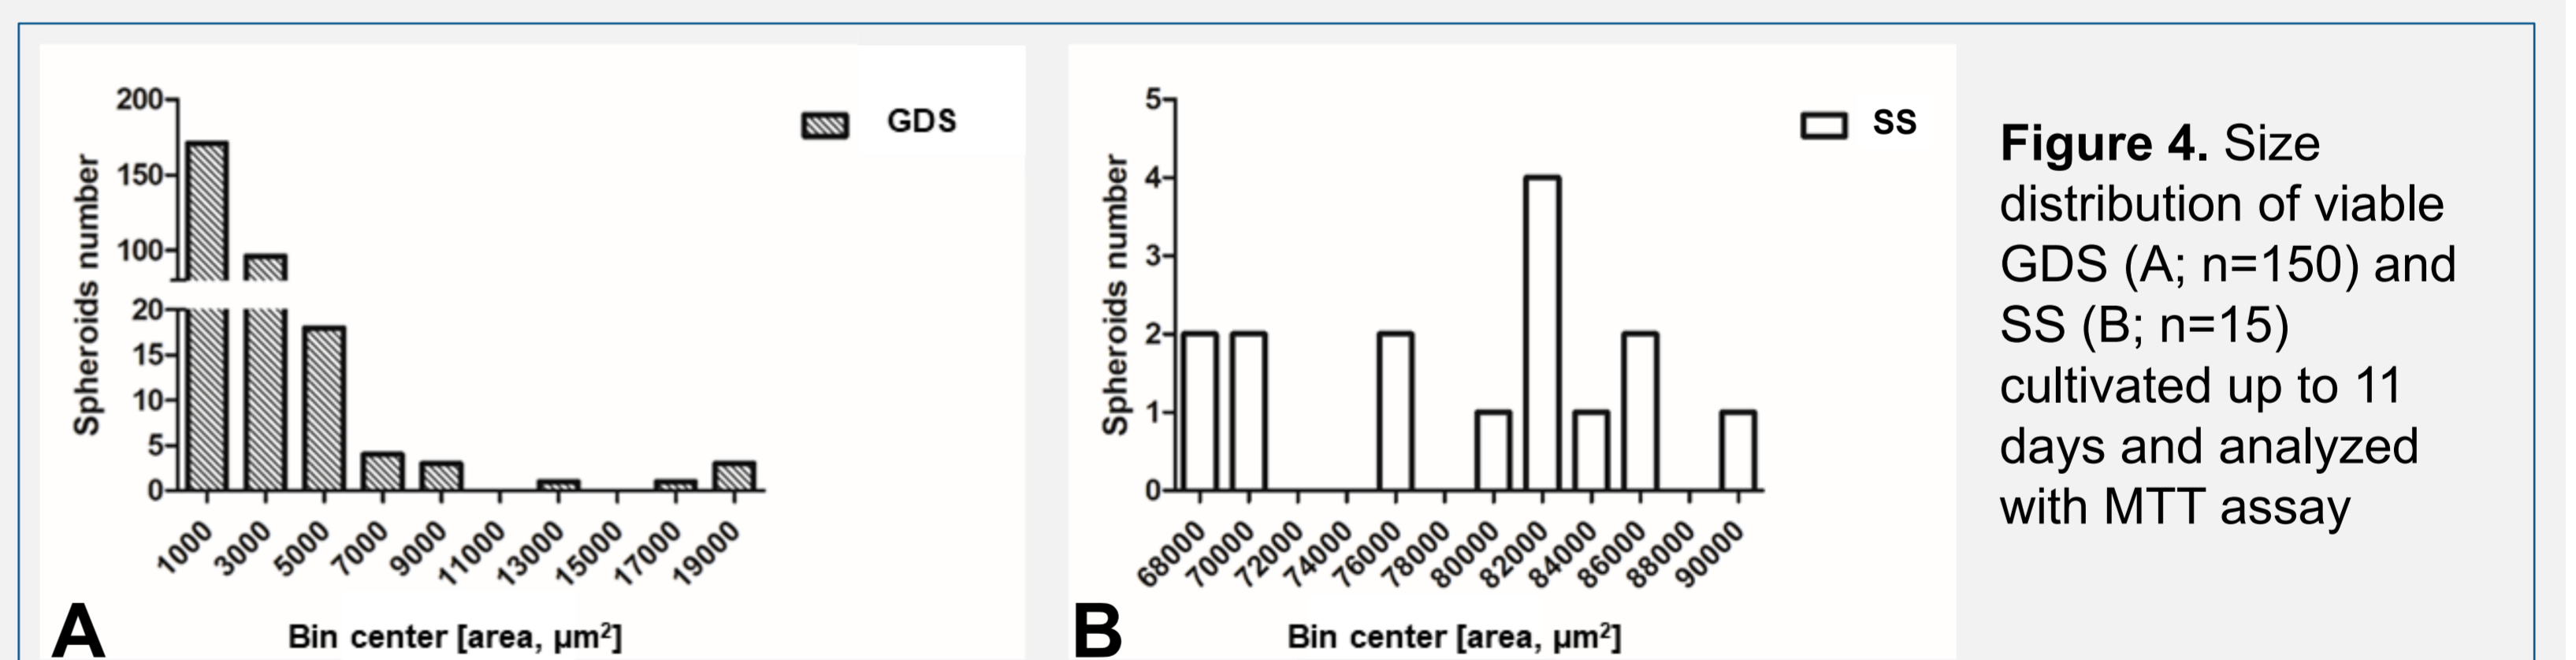 GDS
200
150
100
20
15
10
5
0
Spheroids number
1000 3000 5000 7000 9000 11000 13000 15000 17000 19000
Bin center [area, µm²]
A
SS
5
4
3
2
1
0
Spheroids number
68000 70000 72000 74000 76000 78000 80000 82000 84000 86000 88000 90000
Bin center [area, µm²]
B
Figure 4. Size
distribution of viable
GDS (A; n=150) and
SS (B; n=15)
cultivated up to 11
days and analyzed
with MTT assay